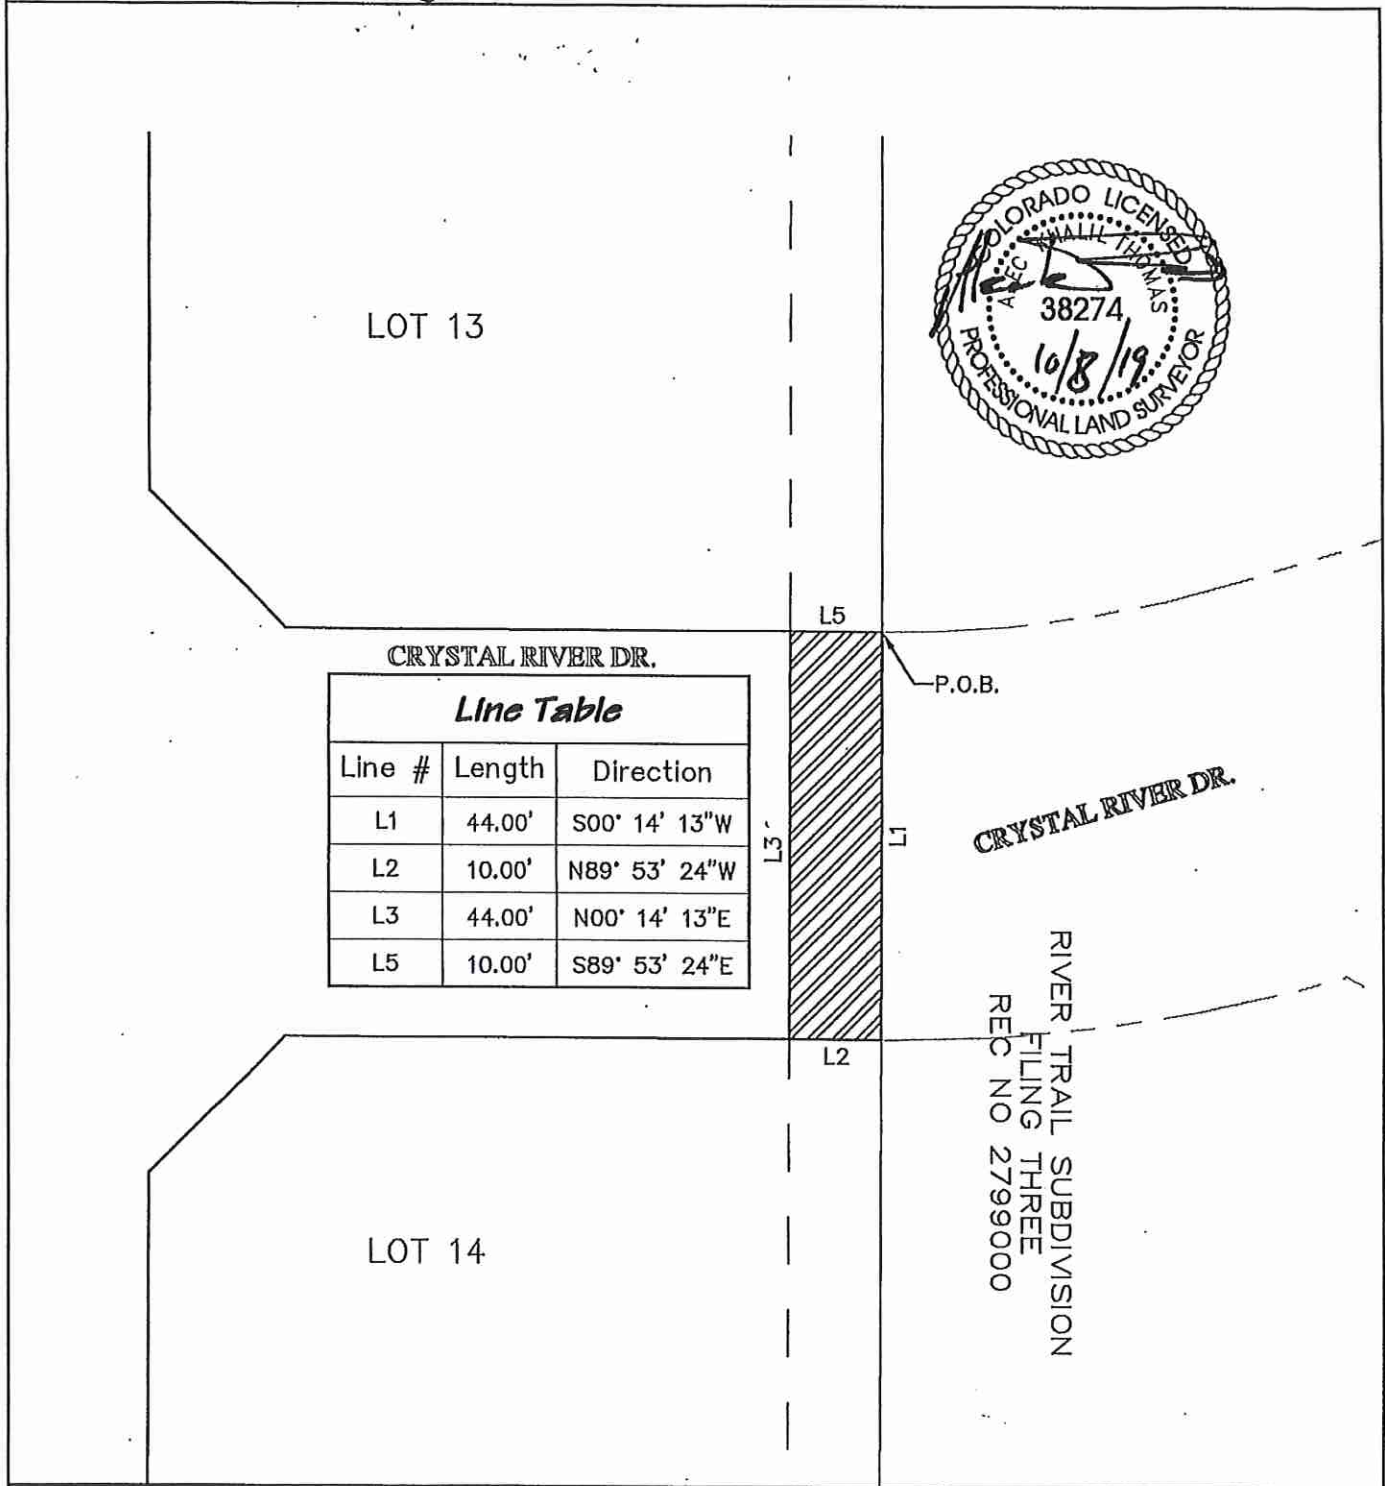 LOT 13
COLORADO LICENSED
ALEC KHALIL THOMAS
38274
10/8/19
PROFESSIONAL LAND SURVEYOR
L5
P.O.B.
CRYSTAL RIVER DR.
Line Table
Line # Length Direction
L1 44.00' S00° 14' 13"W
L2 10.00' N89° 53' 24"W
L3 44.00' N00° 14' 13"E
L5 10.00' S89° 53' 24"E
L3
L1
CRYSTAL RIVER DR.
L2
RIVER TRAIL SUBDIVISION
FILING THREE
REC NO 2799000
LOT 14